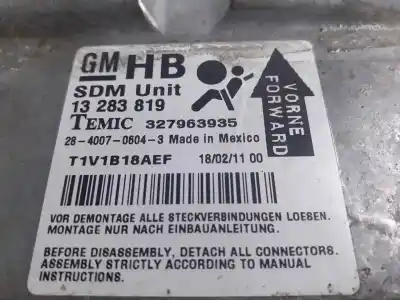 GM HB
SDM Unit
13 283 819
TEMIC 327963935
28-4007-0604-3 Made in Mexico
T1V1B18AEF 18/02/11 00
VORNE
FORWARD
VOR DEMONTAGE ALLE STECKVERBINDUNGEN LOESEN.
MONTAGE NUR NACH EINBAUANLEITUNG.
BEFORE DISASSEMBLY, DETACH ALL CONNECTORS.
ASSEMBLY STRICTLY ACCORDING TO MANUAL
INSTRUCTIONS.